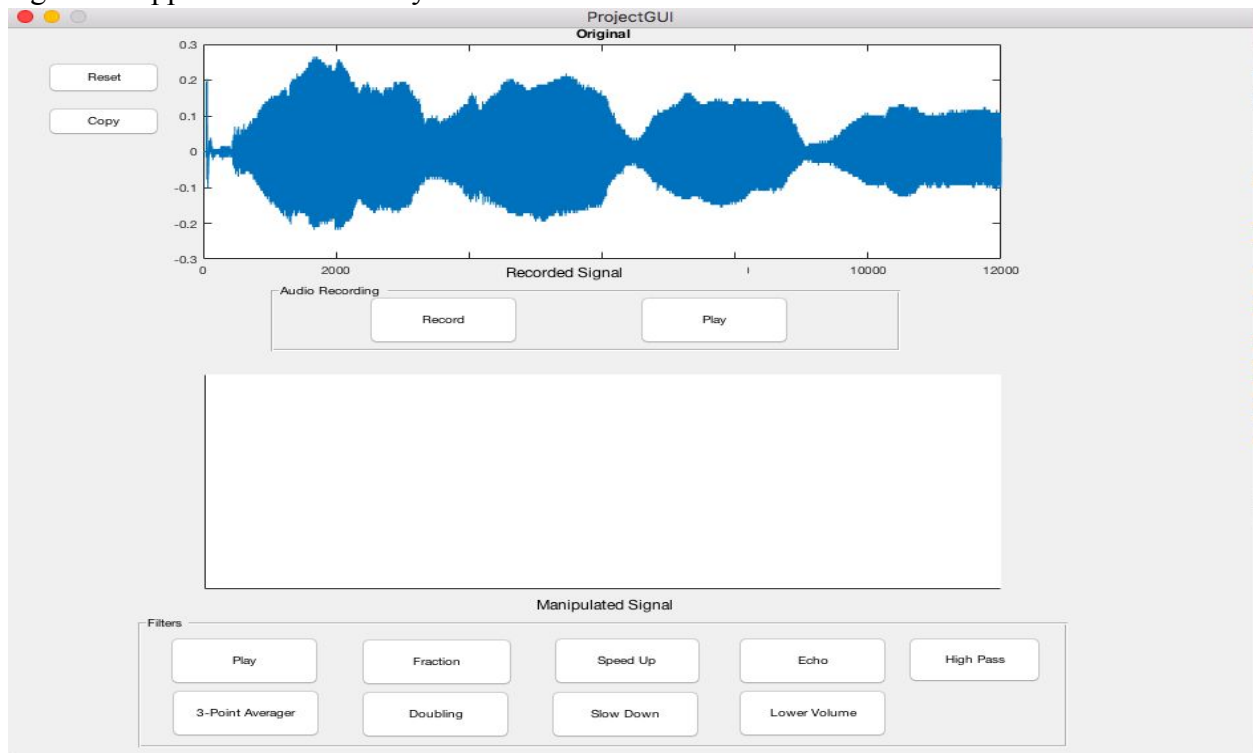 ProjectGUI
Original
Reset
Copy
0.3
0.2
0.1
0
-0.1
-0.2
-0.3
0 2000 10000 12000
Recorded Signal
Audio Recording
Record Play
Manipulated Signal
Filters
Play Fraction Speed Up Echo High Pass
3-Point Averager Doubling Slow Down Lower Volume